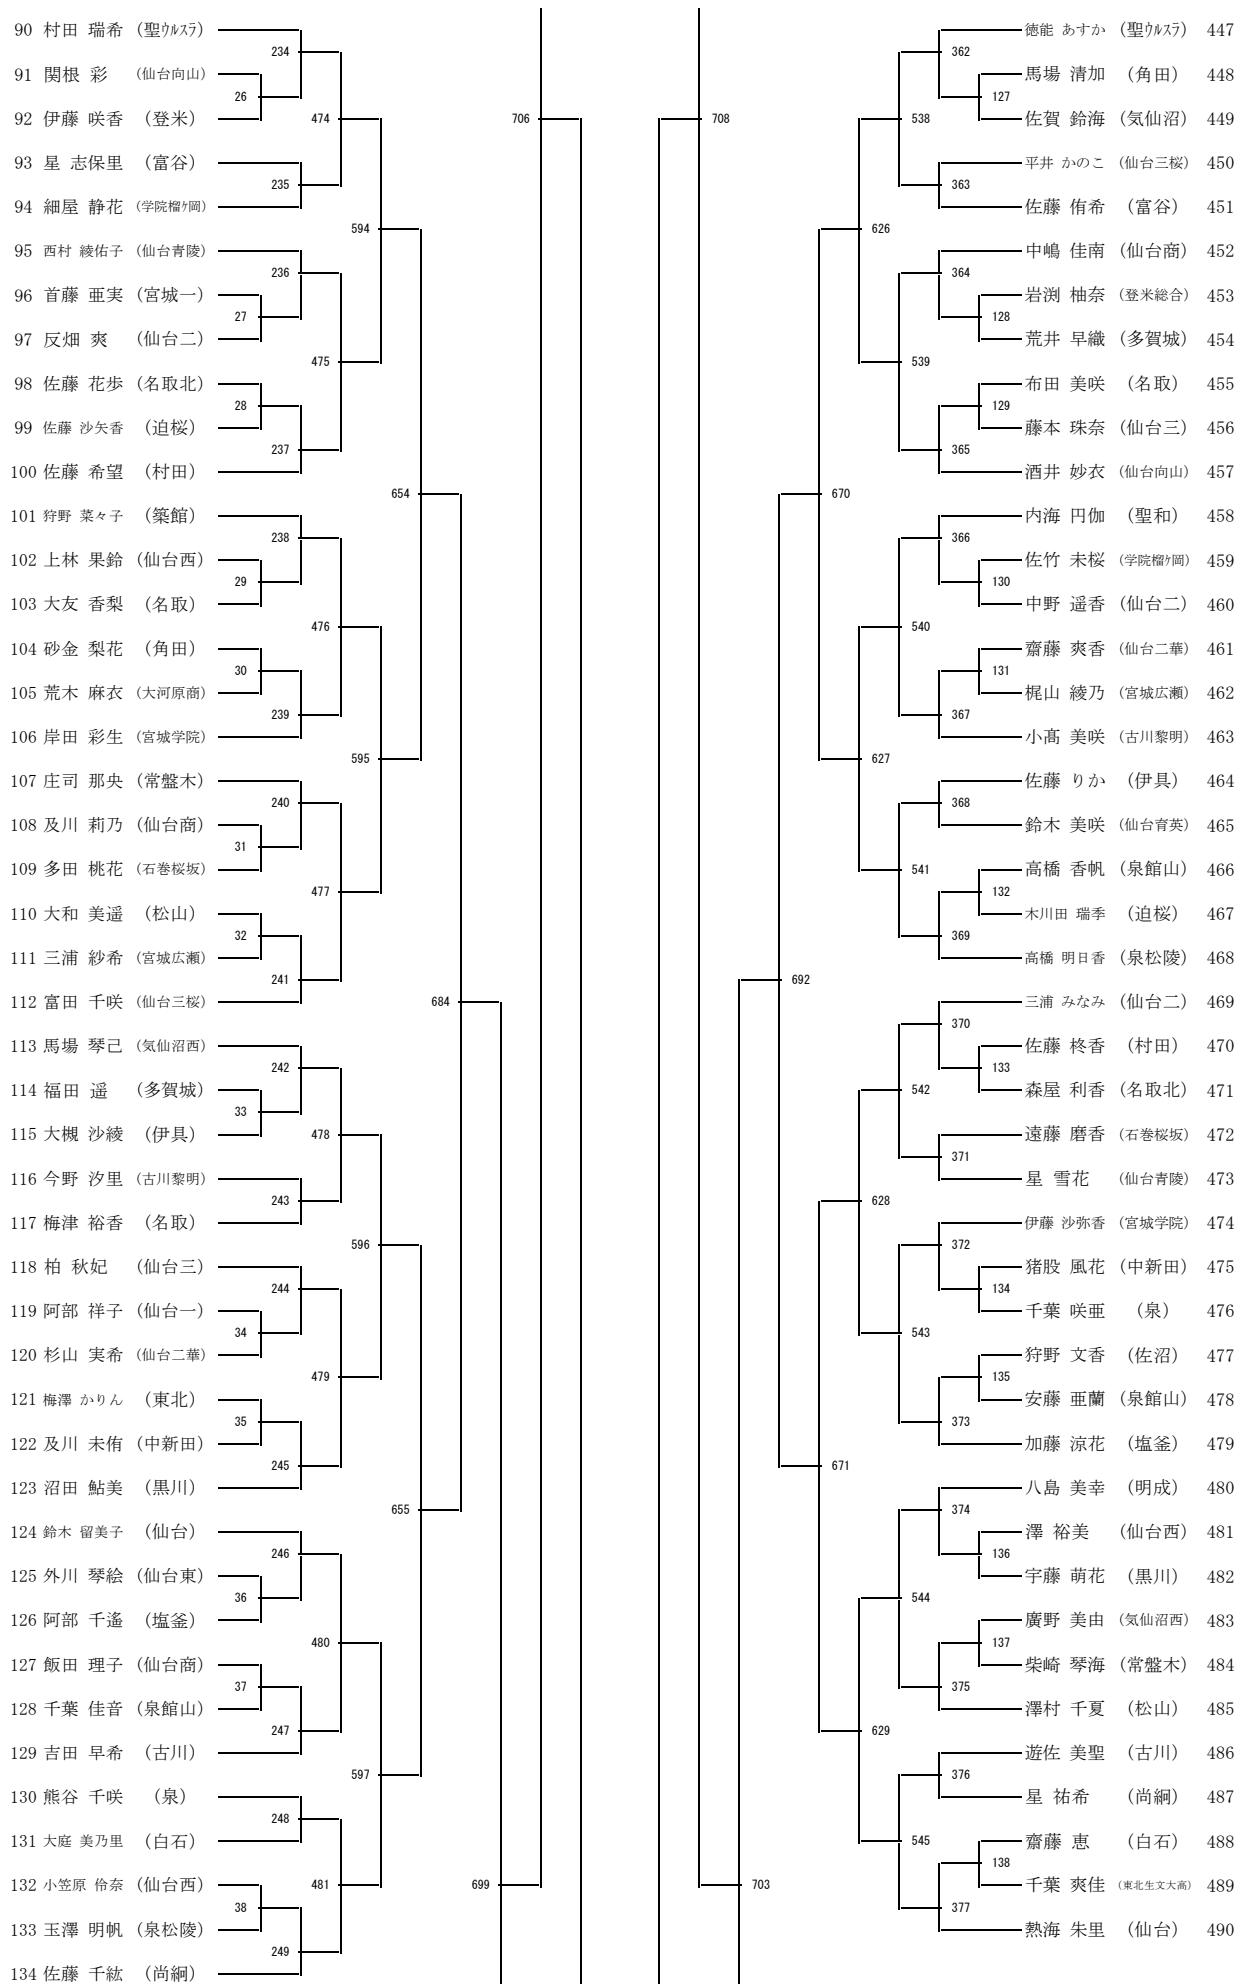 90 村田 瑞希 (聖ウルスラ)
91 関根 彩 (仙台向山)
92 伊藤 咲香 (登米)
93 星 志保里 (富谷)
94 細屋 静花 (学院榴ケ岡)
95 西村 綾佑子 (仙台青陵)
96 首藤 亜実 (宮城一)
97 反畑 爽 (仙台二)
98 佐藤 花歩 (名取北)
99 佐藤 沙矢香 (迫桜)
100 佐藤 希望 (村田)
101 狩野 菜々子 (築館)
102 上林 果鈴 (仙台西)
103 大友 香梨 (名取)
104 砂金 梨花 (角田)
105 荒木 麻衣 (大河原商)
106 岸田 彩生 (宮城学院)
107 庄司 那央 (常盤木)
108 及川 莉乃 (仙台商)
109 多田 桃花 (石巻桜坂)
110 大和 美遥 (松山)
111 三浦 紗希 (宮城広瀬)
112 富田 千咲 (仙台三桜)
113 馬場 琴己 (気仙沼西)
114 福田 遥 (多賀城)
115 大槻 沙綾 (伊具)
116 今野 汐里 (古川黎明)
117 梅津 裕香 (名取)
118 柏 秋妃 (仙台三)
119 阿部 祥子 (仙台一)
120 杉山 実希 (仙台二華)
121 梅澤 かりん (東北)
122 及川 未侑 (中新田)
123 沼田 鮎美 (黒川)
124 鈴木 留美子 (仙台)
125 外川 琴絵 (仙台東)
126 阿部 千遙 (塩釜)
127 飯田 理子 (仙台商)
128 千葉 佳音 (泉館山)
129 吉田 早希 (古川)
130 熊谷 千咲 (泉)
131 大庭 美乃里 (白石)
132 小笠原 伶奈 (仙台西)
133 玉澤 明帆 (泉松陵)
134 佐藤 千紘 (尚絅)
234
26
235
236
27
28
237
238
29
30
239
240
31
32
241
242
33
243
244
34
35
245
246
36
37
247
248
38
249
474
475
476
477
478
479
480
481
594
595
596
597
654
655
684
699
706
708
703
692
670
671
626
627
628
629
538
539
540
541
542
543
544
545
362
127
363
364
128
129
365
366
130
131
367
368
132
369
370
133
371
372
134
135
373
374
136
137
375
376
138
377
徳能 あすか (聖ウルスラ) 447
馬場 清加 (角田) 448
佐賀 鈴海 (気仙沼) 449
平井 かのこ (仙台三桜) 450
佐藤 侑希 (富谷) 451
中嶋 佳南 (仙台商) 452
岩渕 柚奈 (登米総合) 453
荒井 早織 (多賀城) 454
布田 美咲 (名取) 455
藤本 珠奈 (仙台三) 456
酒井 妙衣 (仙台向山) 457
内海 円伽 (聖和) 458
佐竹 未桜 (学院榴ケ岡) 459
中野 遥香 (仙台二) 460
齋藤 爽香 (仙台二華) 461
梶山 綾乃 (宮城広瀬) 462
小髙 美咲 (古川黎明) 463
佐藤 りか (伊具) 464
鈴木 美咲 (仙台育英) 465
高橋 香帆 (泉館山) 466
木川田 瑞季 (迫桜) 467
高橋 明日香 (泉松陵) 468
三浦 みなみ (仙台二) 469
佐藤 柊香 (村田) 470
森屋 利香 (名取北) 471
遠藤 磨香 (石巻桜坂) 472
星 雪花 (仙台青陵) 473
伊藤 沙弥香 (宮城学院) 474
猪股 風花 (中新田) 475
千葉 咲亜 (泉) 476
狩野 文香 (佐沼) 477
安藤 亜蘭 (泉館山) 478
加藤 涼花 (塩釜) 479
八島 美幸 (明成) 480
澤 裕美 (仙台西) 481
宇藤 萌花 (黒川) 482
廣野 美由 (気仙沼西) 483
柴崎 琴海 (常盤木) 484
澤村 千夏 (松山) 485
遊佐 美聖 (古川) 486
星 祐希 (尚絅) 487
齋藤 恵 (白石) 488
千葉 爽佳 (東北生文大高) 489
熱海 朱里 (仙台) 490